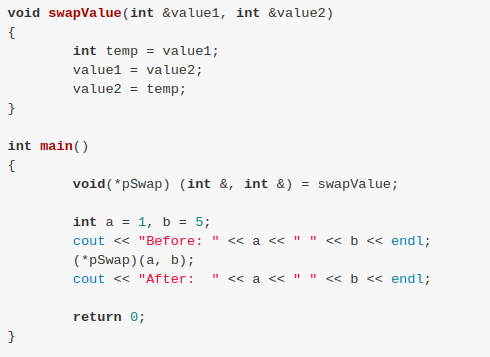 void swapValue(int &value1, int &value2)
{
        int temp = value1;
        value1 = value2;
        value2 = temp;
}

int main()
{
        void(*pSwap) (int &, int &) = swapValue;

        int a = 1, b = 5;
        cout << "Before: " << a << " " << b << endl;
        (*pSwap)(a, b);
        cout << "After:  " << a << " " << b << endl;

        return 0;
}